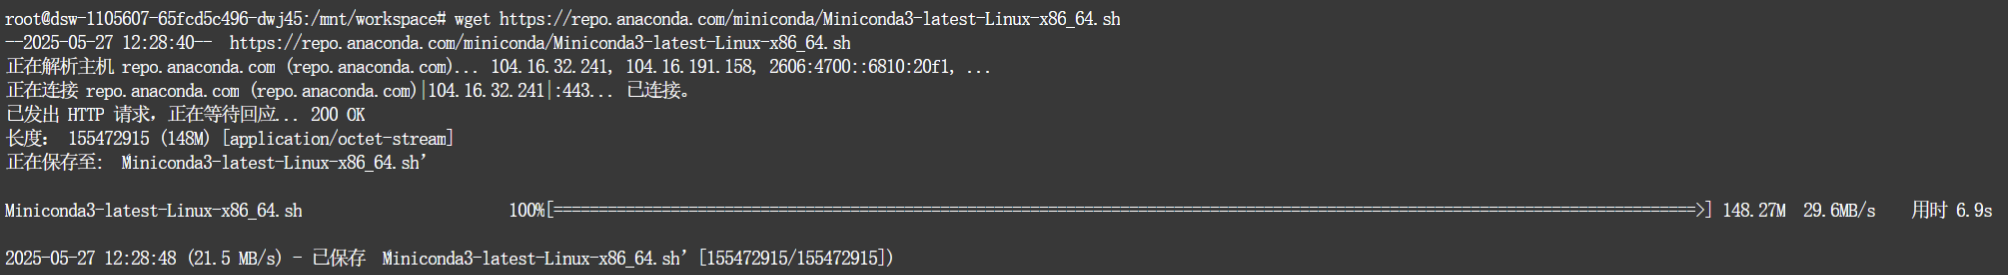 root@dsw-1105607-65fcd5c496-dwj45:/mnt/workspace# wget https://repo.anaconda.com/miniconda/Miniconda3-latest-Linux-x86_64.sh
--2025-05-27 12:28:40--  https://repo.anaconda.com/miniconda/Miniconda3-latest-Linux-x86_64.sh
正在解析主机 repo.anaconda.com (repo.anaconda.com)... 104.16.32.241, 104.16.191.158, 2606:4700::6810:20f1, ...
正在连接 repo.anaconda.com (repo.anaconda.com)|104.16.32.241|:443... 已连接。
已发出 HTTP 请求，正在等待回应... 200 OK
长度： 155472915 (148M) [application/octet-stream]
正在保存至:  Miniconda3-latest-Linux-x86_64.sh’
Miniconda3-latest-Linux-x86_64.sh 100%[===================================================================================================================================>] 148.27M  29.6MB/s    用时 6.9s
2025-05-27 12:28:48 (21.5 MB/s) - 已保存  Miniconda3-latest-Linux-x86_64.sh’ [155472915/155472915])